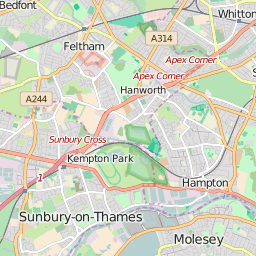 Bedfont
Whitton
Feltham
A314
Apex Corner
Apex Corner
Hanworth
A244
Sunbury Cross
Kempton Park
1
Hampton
Sunbury-on-Thames
Molesey